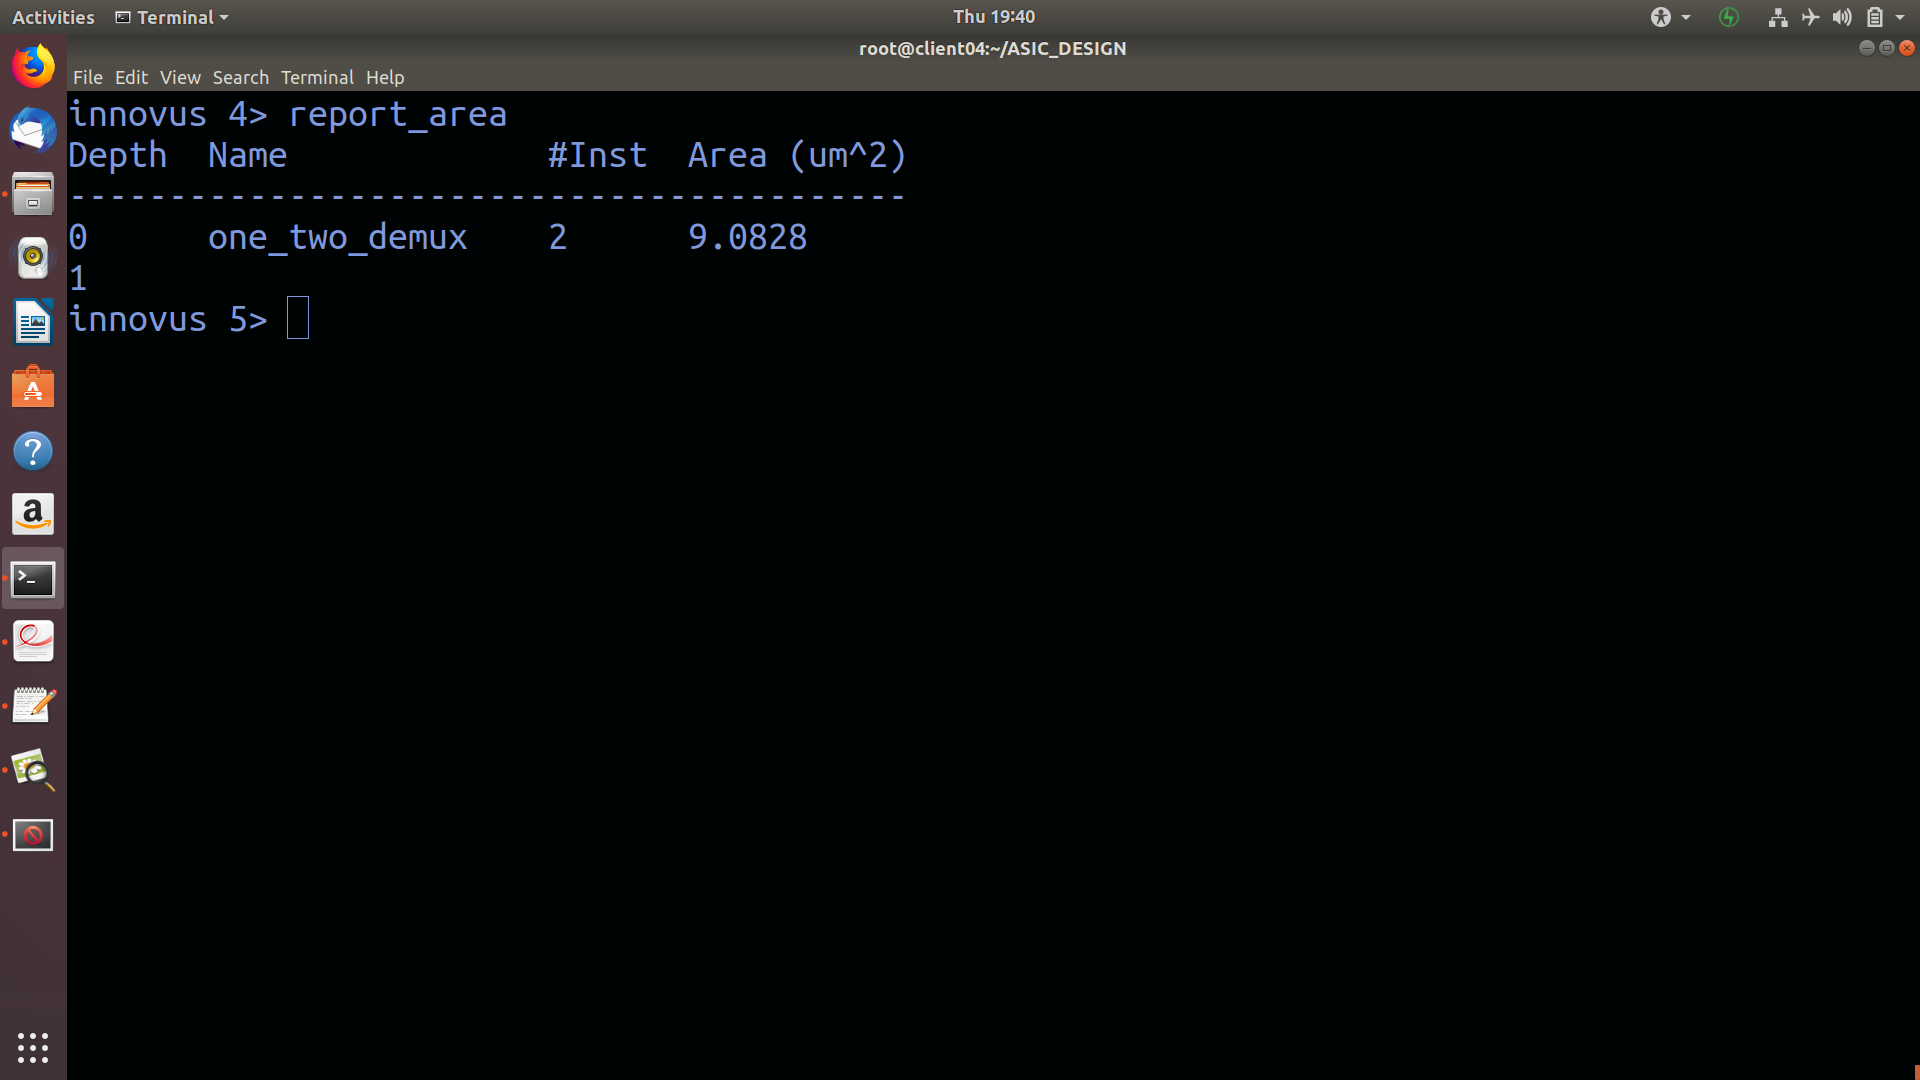 Activities Terminal Thu 19:40
root@client04:~/ASIC_DESIGN
File Edit View Search Terminal Help
innovus 4> report_area
Depth  Name             #Inst  Area (um^2)
------------------------------------------
0      one_two_demux    2      9.0828
1
innovus 5>